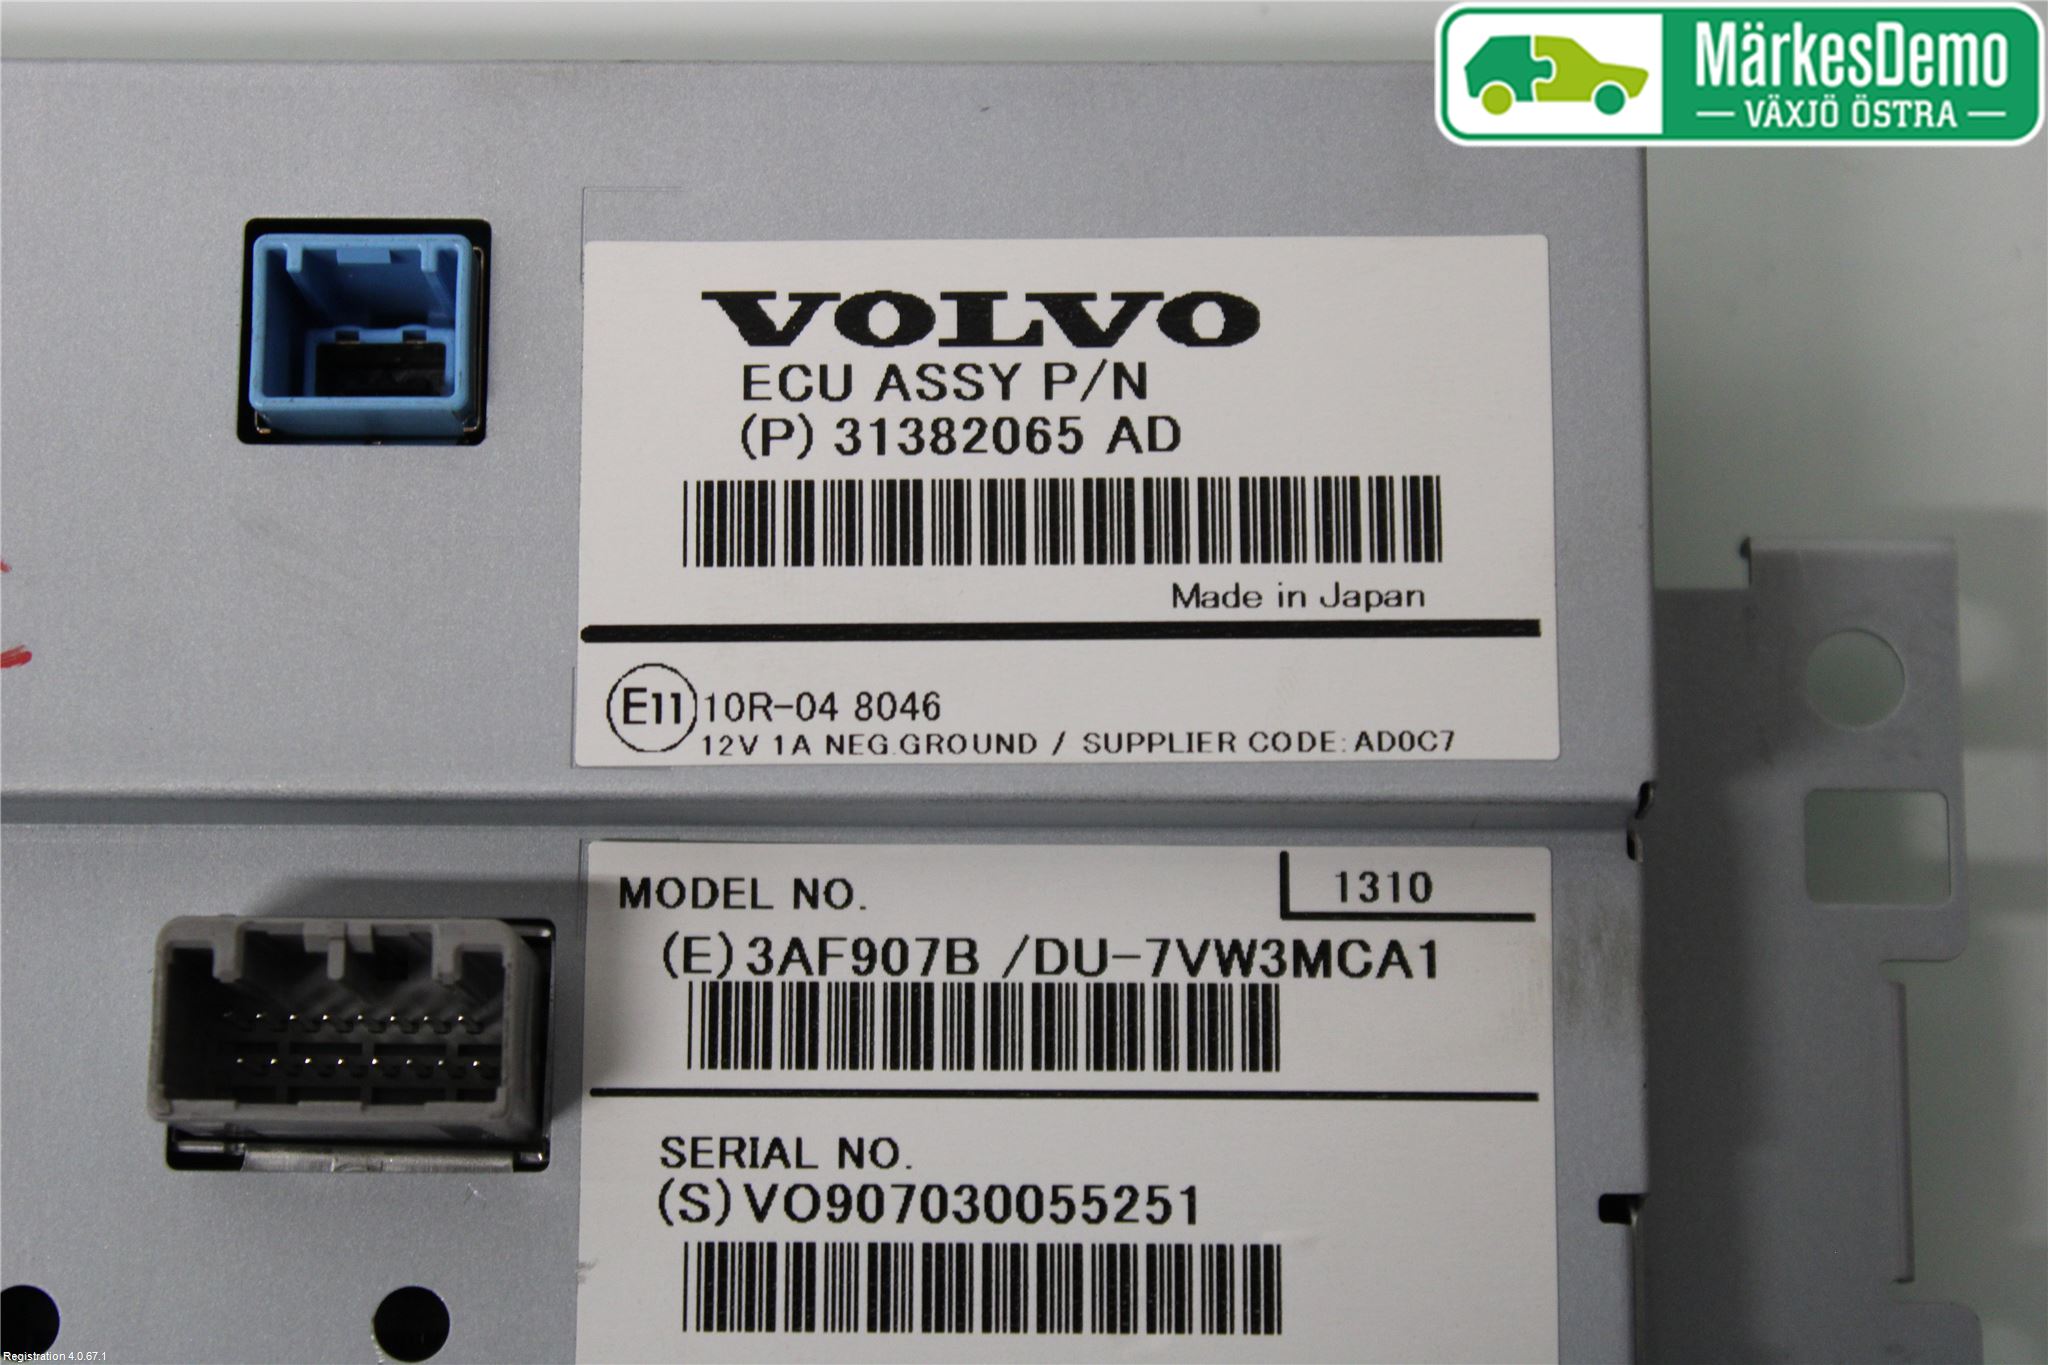 MärkesDemo
VÄXJÖ ÖSTRA
VOLVO
ECU ASSY P/N
(P) 31382065 AD
Made in Japan
E11 10R-04 8046
12V 1A NEG.GROUND / SUPPLIER CODE:AD0C7
MODEL NO. 1310
(E)3AF907B /DU-7VW3MCA1
SERIAL NO.
(S)VO907030055251
Registration 4.0.67.1